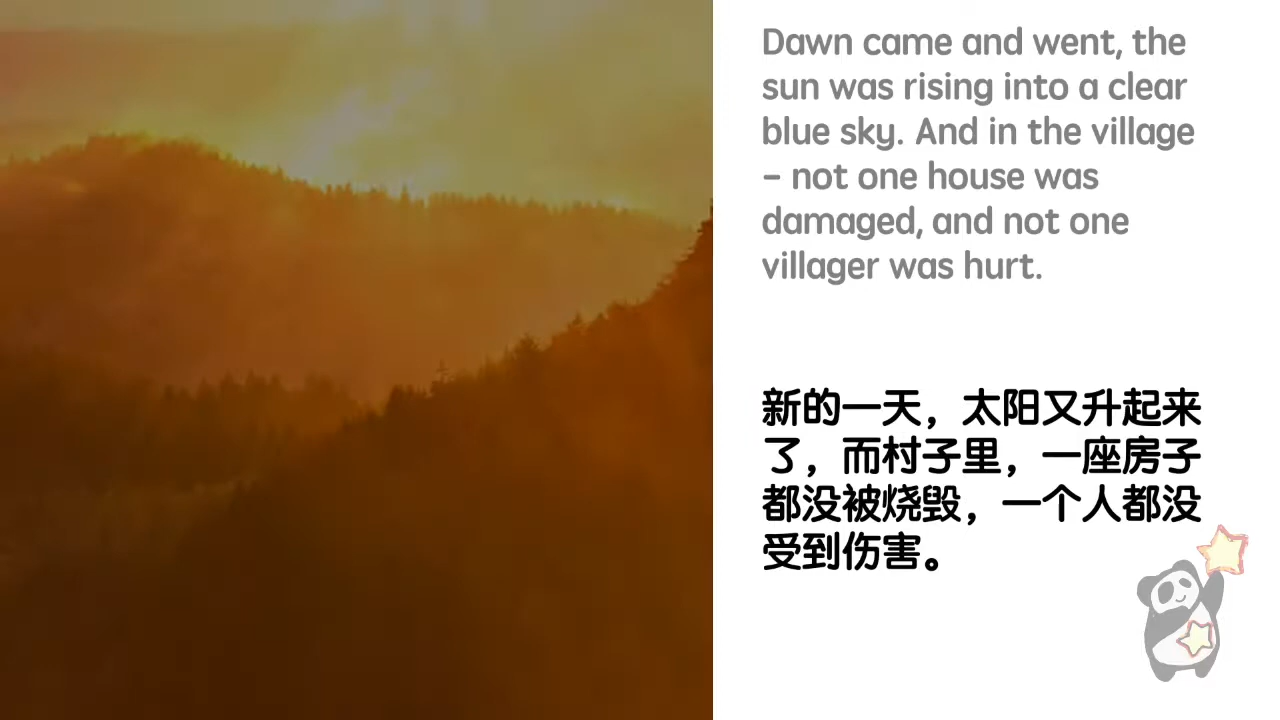 Dawn came and went, the
sun was rising into a clear
blue sky. And in the village
– not one house was
damaged, and not one
villager was hurt.
新的一天，太阳又升起来
了，而村子里，一座房子
都没被烧毁，一个人都没
受到伤害。